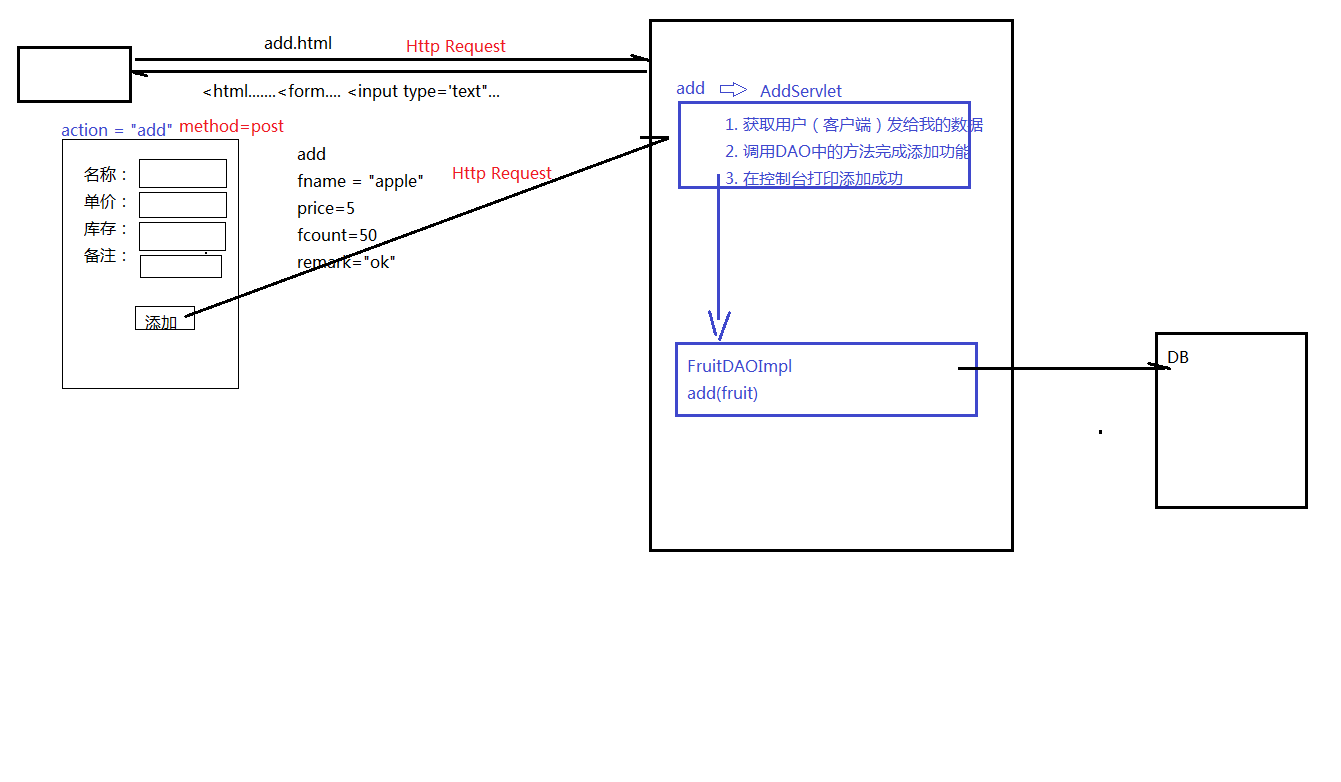 add.html
Http Request
<html.......<form.... <input type='text"...
action = "add"
method=post
名称：
单价：
库存：
备注：
添加
add
fname = "apple"
price=5
fcount=50
remark="ok"
Http Request
add
AddServlet
1. 获取用户（客户端）发给我的数据
2. 调用DAO中的方法完成添加功能
3. 在控制台打印添加成功
FruitDAOImpl
add(fruit)
DB